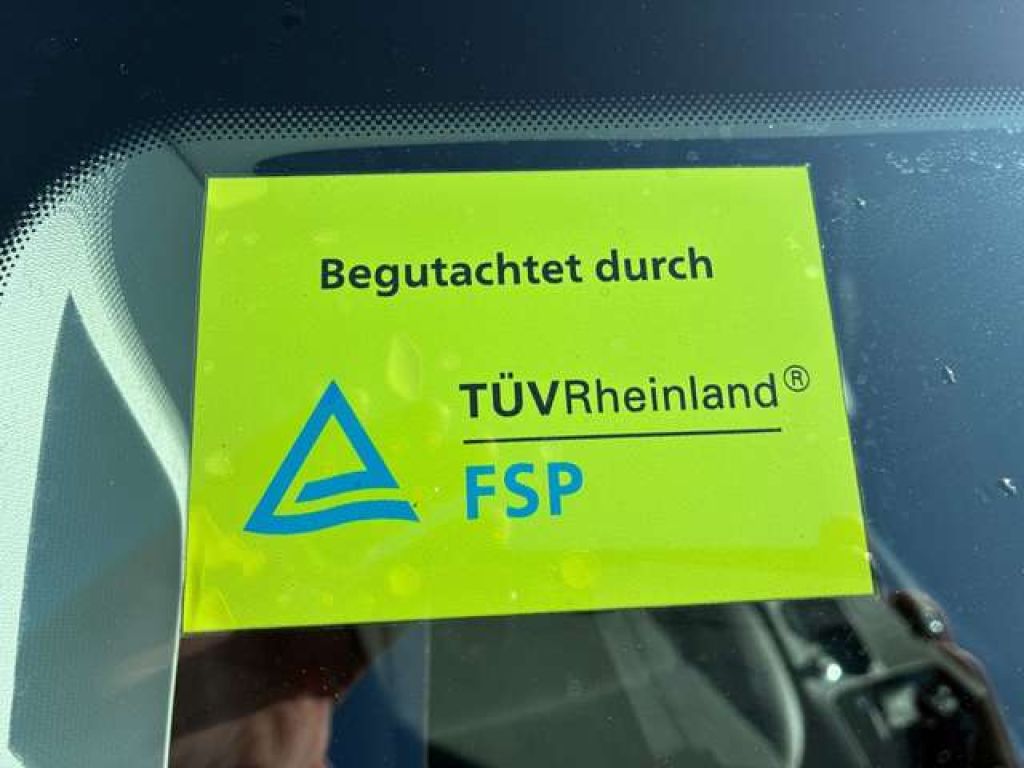 Begutachtet durch
TÜVRheinland®
FSP